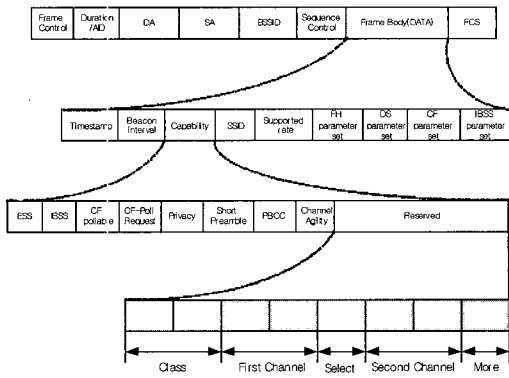 Frame Control
Duration /AID
DA
SA
BSSID
Sequence Control
Frame Body(DATA)
FCS
Timestamp
Beacon Interval
Capability
SSID
Supported rate
FH parameter set
DS parameter set
CF parameter set
IBSS parameter set
ESS
IBSS
CF pollable
CF-Poll Request
Privacy
Short Preamble
PBCC
Channel Agility
Reserved
Class
First Channel
Select
Second Channel
More